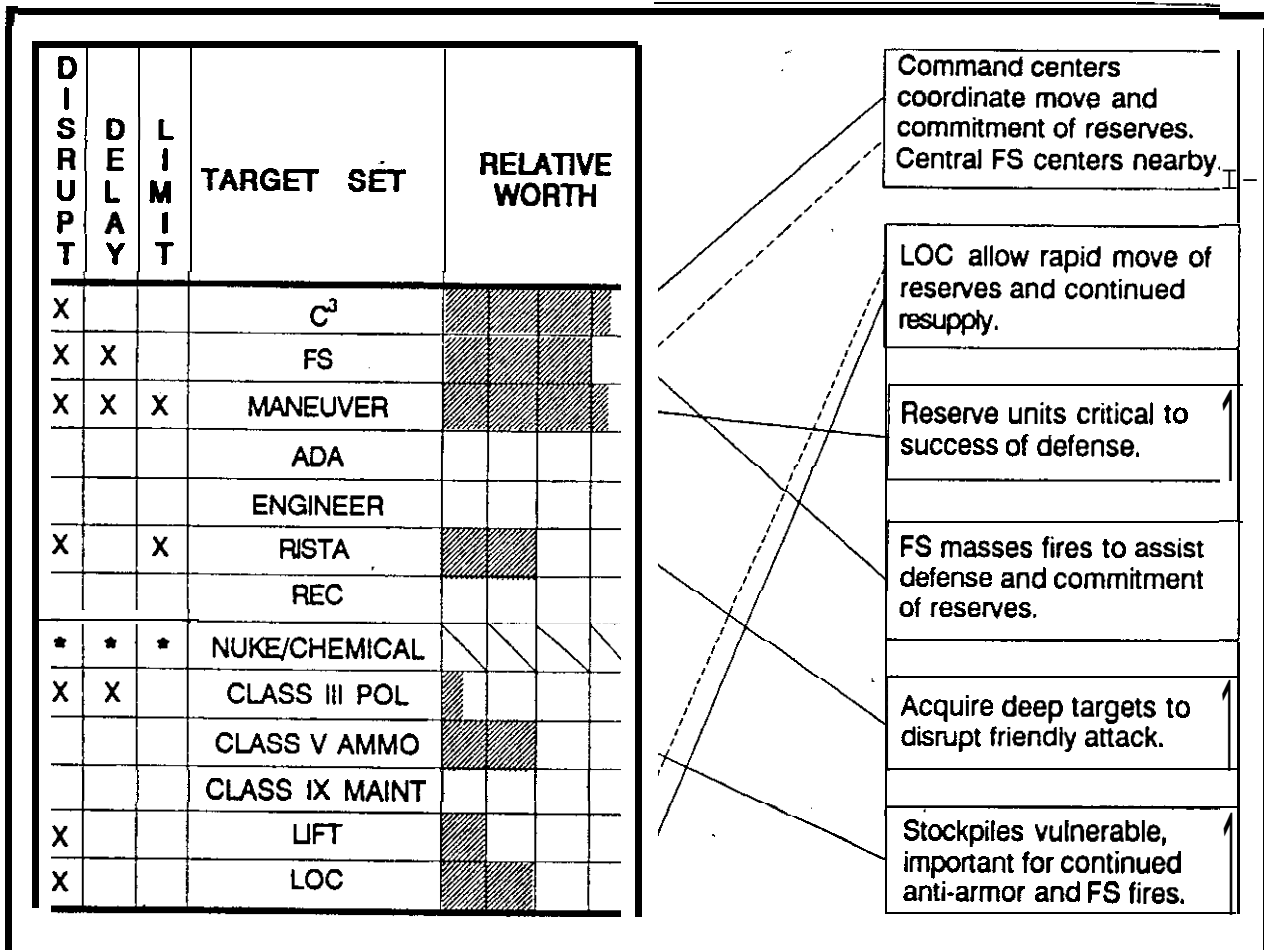 DISRUPT DELAY LIMIT TARGET SET RELATIVE
WORTH
X C³
X X FS
X X X MANEUVER
ADA
ENGINEER
X X RISTA
REC
* * * NUKE/CHEMICAL
X X CLASS III POL
CLASS V AMMO
CLASS IX MAINT
X LIFT
X LOC
Command centers
coordinate move and
commitment of reserves.
Central FS centers nearby.
LOC allow rapid move of
reserves and continued
resupply.
Reserve units critical to
success of defense.
FS masses fires to assist
defense and commitment
of reserves.
Acquire deep targets to
disrupt friendly attack.
Stockpiles vulnerable,
important for continued
anti-armor and FS fires.